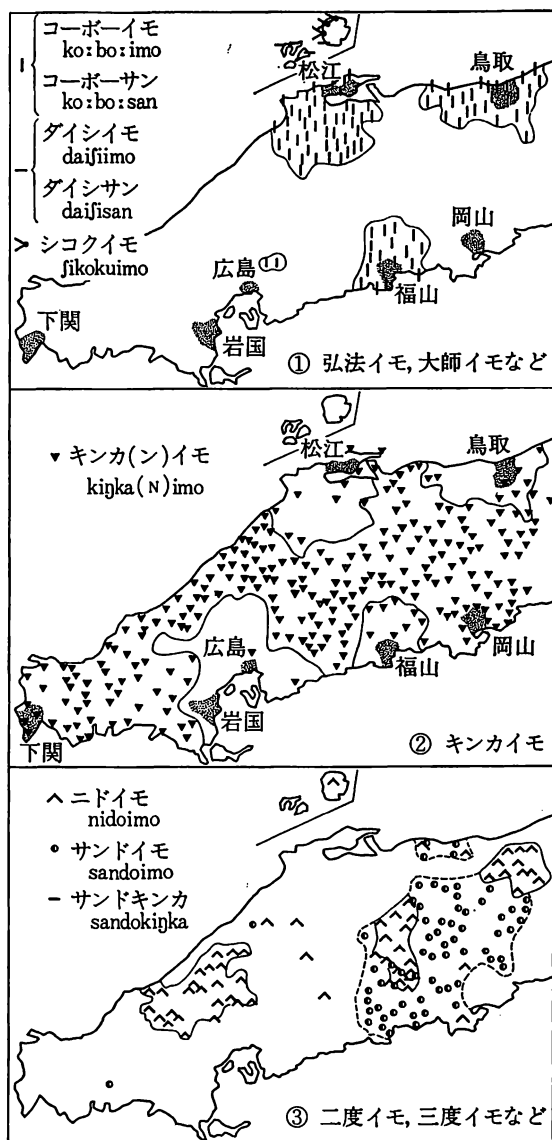 コーボーイモ
ko:bo:imo
コーボーサン
ko:bo:san
ダイシイモ
daiʃiimo
ダイシサン
daiʃisan
シコクイモ
ʃikokuimo
松江
鳥取
岡山
広島
福山
下関
岩国
① 弘法イモ,大師イモなど
キンカ(ン)イモ
kiŋka(N)imo
松江
鳥取
岡山
広島
福山
岩国
下関
② キンカイモ
ニドイモ
nidoimo
サンドイモ
sandoimo
サンドキンカ
sandokiŋka
③ 二度イモ,三度イモなど